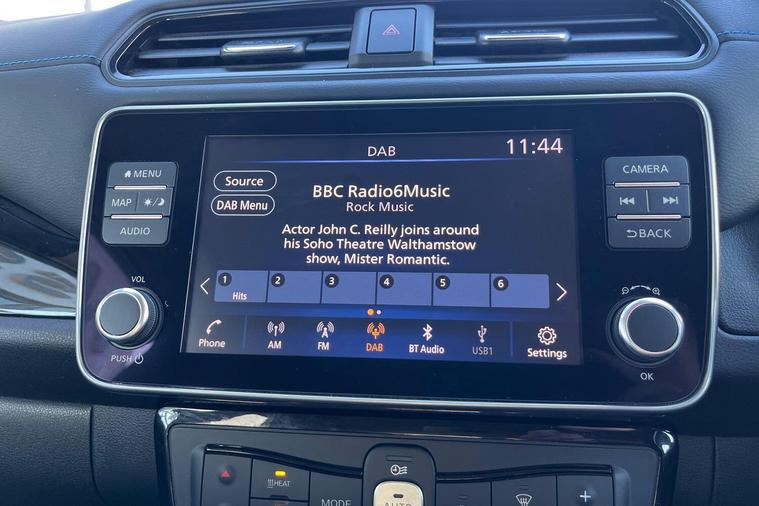 DAB
11:44
MENU
MAP
AUDIO
Source
DAB Menu
BBC Radio6Music
Rock Music
Actor John C. Reilly joins around
his Soho Theatre Walthamstow
show, Mister Romantic.
CAMERA
BACK
VOL
PUSH
1 2 3 4 5 6
Hits
Phone
AM
FM
DAB
BT Audio
USB1
Settings
OK
HEAT
MODE
AUTO
+